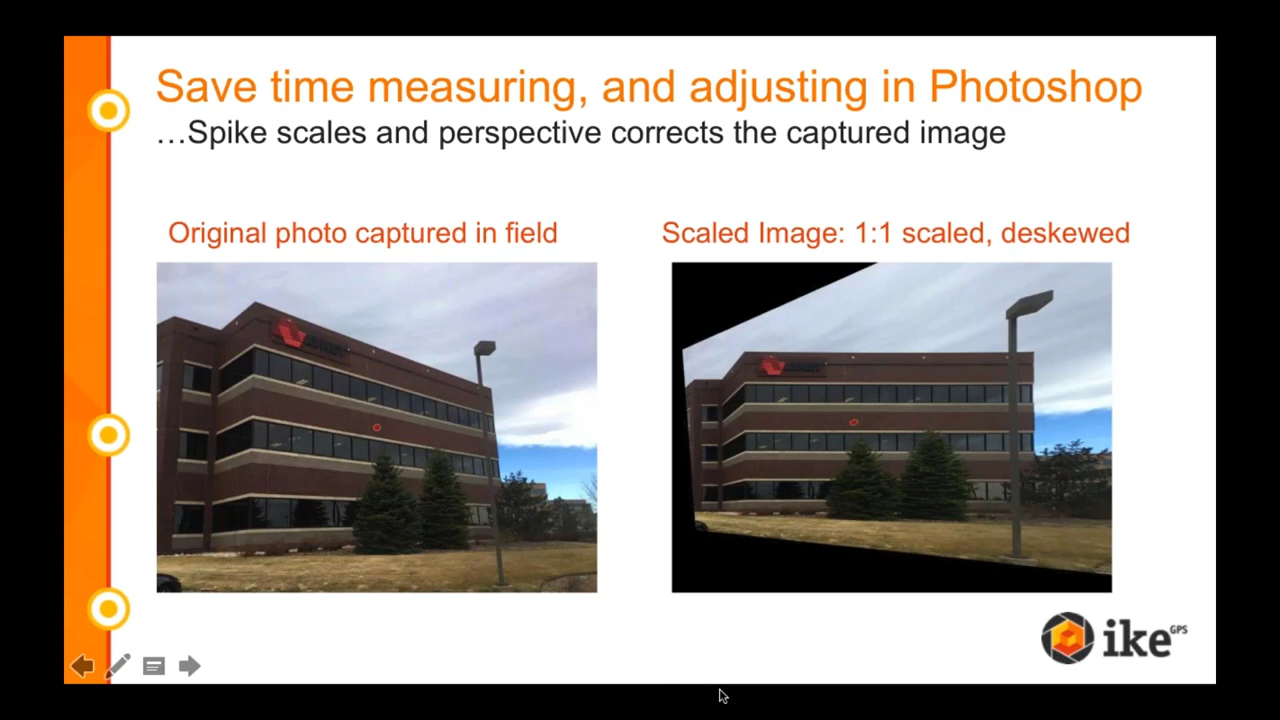 Save time measuring, and adjusting in Photoshop
…Spike scales and perspective corrects the captured image
Original photo captured in field
Scaled Image: 1:1 scaled, deskewed
ike GPS